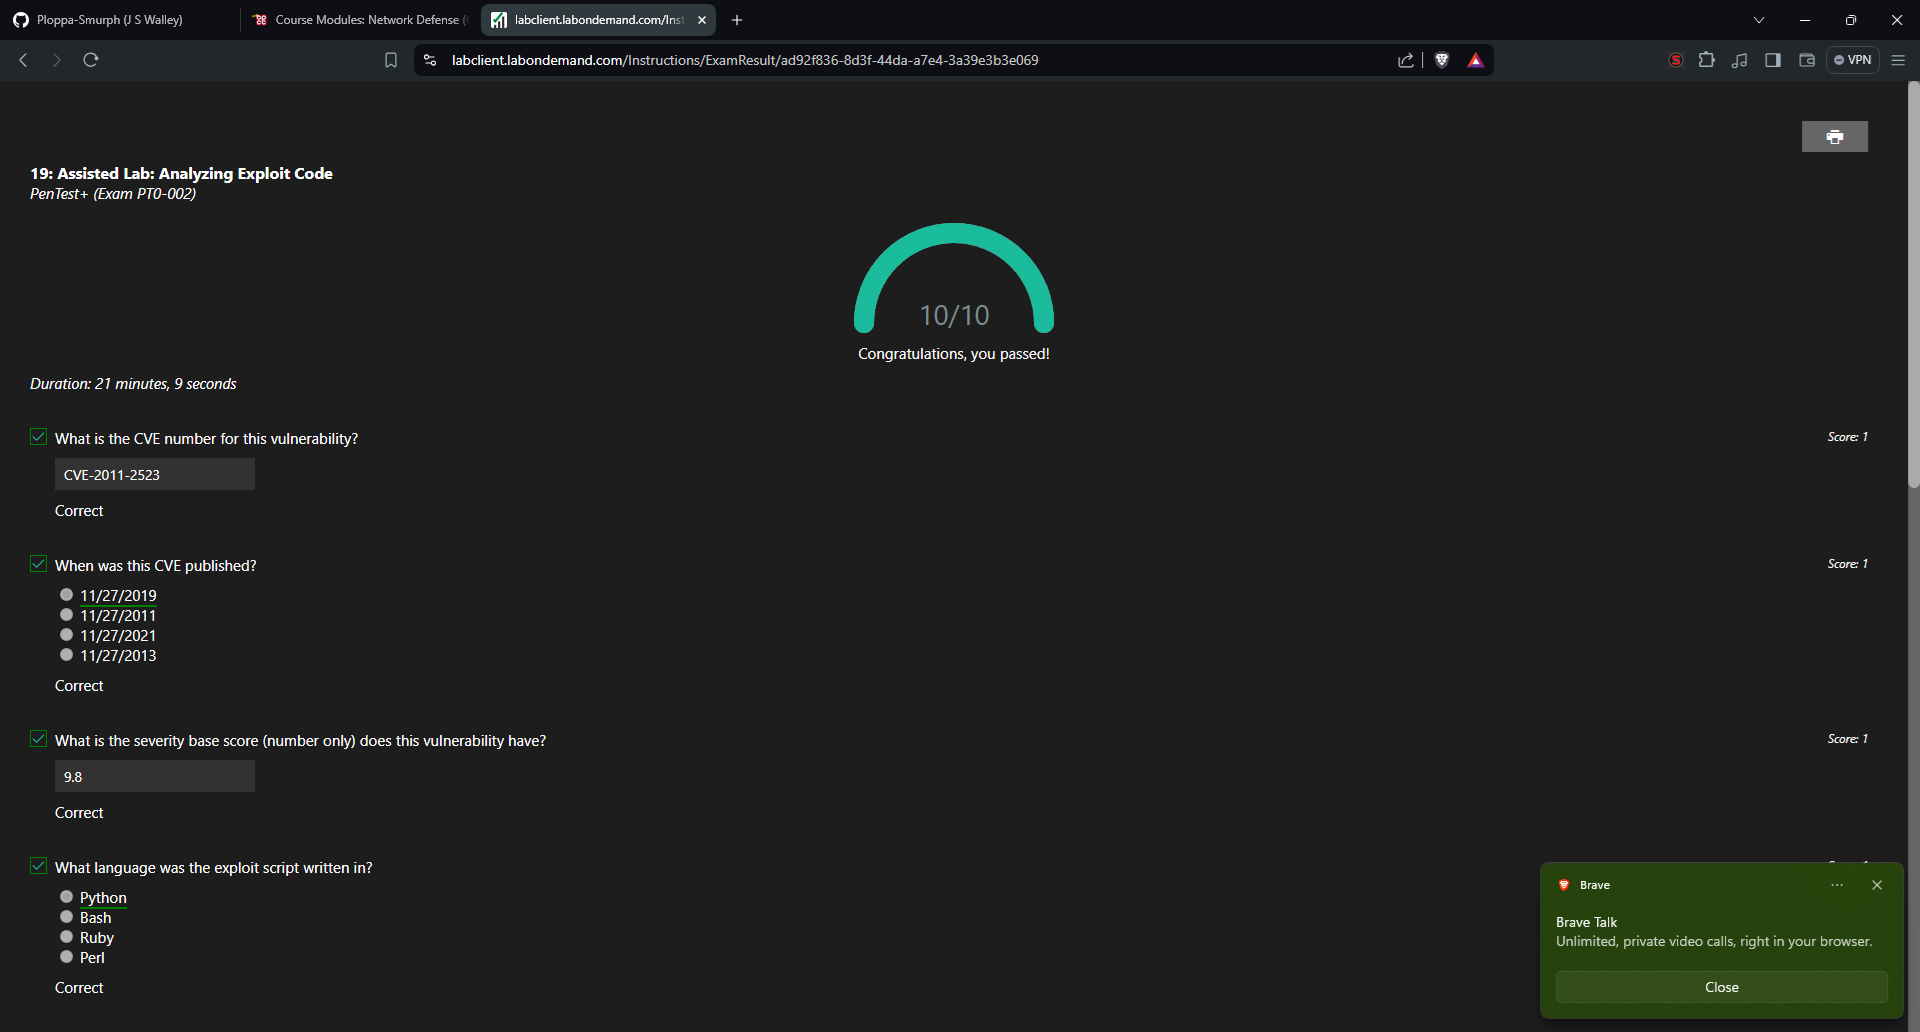 Ploppa-Smurph (J S Walley)
Course Modules: Network Defense (
labclient.labondemand.com/Inst
labclient.labondemand.com/Instructions/ExamResult/ad92f836-8d3f-44da-a7e4-3a39e3b3e069
VPN
19: Assisted Lab: Analyzing Exploit Code
PenTest+ (Exam PT0-002)
10/10
Congratulations, you passed!
Duration: 21 minutes, 9 seconds
What is the CVE number for this vulnerability?
Score: 1
CVE-2011-2523
Correct
When was this CVE published?
Score: 1
11/27/2019
11/27/2011
11/27/2021
11/27/2013
Correct
What is the severity base score (number only) does this vulnerability have?
Score: 1
9.8
Correct
What language was the exploit script written in?
Python
Bash
Ruby
Perl
Correct
Brave
Brave Talk
Unlimited, private video calls, right in your browser.
Close